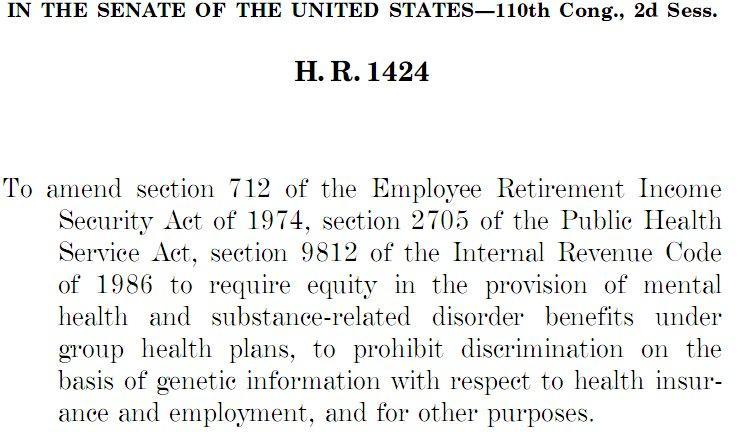 IN THE SENATE OF THE UNITED STATES—110th Cong., 2d Sess.
H. R. 1424
To amend section 712 of the Employee Retirement Income
Security Act of 1974, section 2705 of the Public Health
Service Act, section 9812 of the Internal Revenue Code
of 1986 to require equity in the provision of mental
health and substance-related disorder benefits under
group health plans, to prohibit discrimination on the
basis of genetic information with respect to health insur-
ance and employment, and for other purposes.